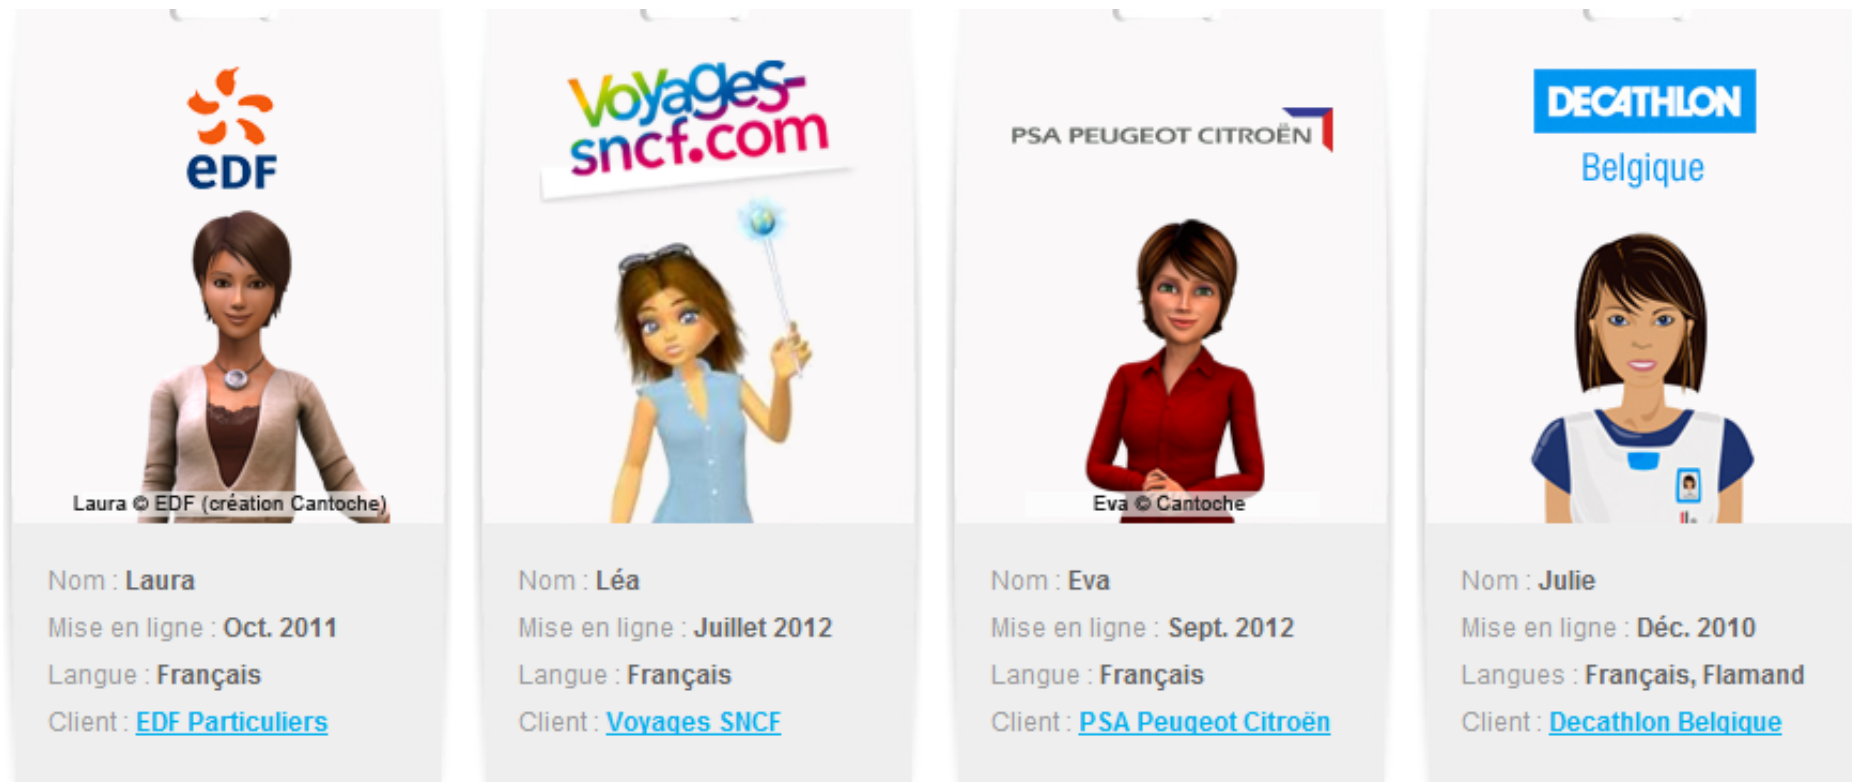 eDF
Laura © EDF (création Cantoche)
Nom : Laura
Mise en ligne : Oct. 2011
Langue : Français
Client : EDF Particuliers
Voyages-
sncf.com
Nom : Léa
Mise en ligne : Juillet 2012
Langue : Français
Client : Voyages SNCF
PSA PEUGEOT CITROËN
Eva © Cantoche
Nom : Eva
Mise en ligne : Sept. 2012
Langue : Français
Client : PSA Peugeot Citroën
DECATHLON
Belgique
Nom : Julie
Mise en ligne : Déc. 2010
Langues : Français, Flamand
Client : Decathlon Belgique